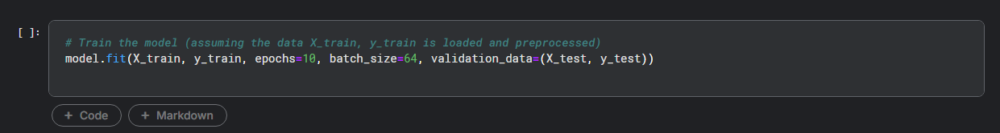 [ ]:
# Train the model (assuming the data X_train, y_train is loaded and preprocessed)
model.fit(X_train, y_train, epochs=10, batch_size=64, validation_data=(X_test, y_test))
+ Code + Markdown